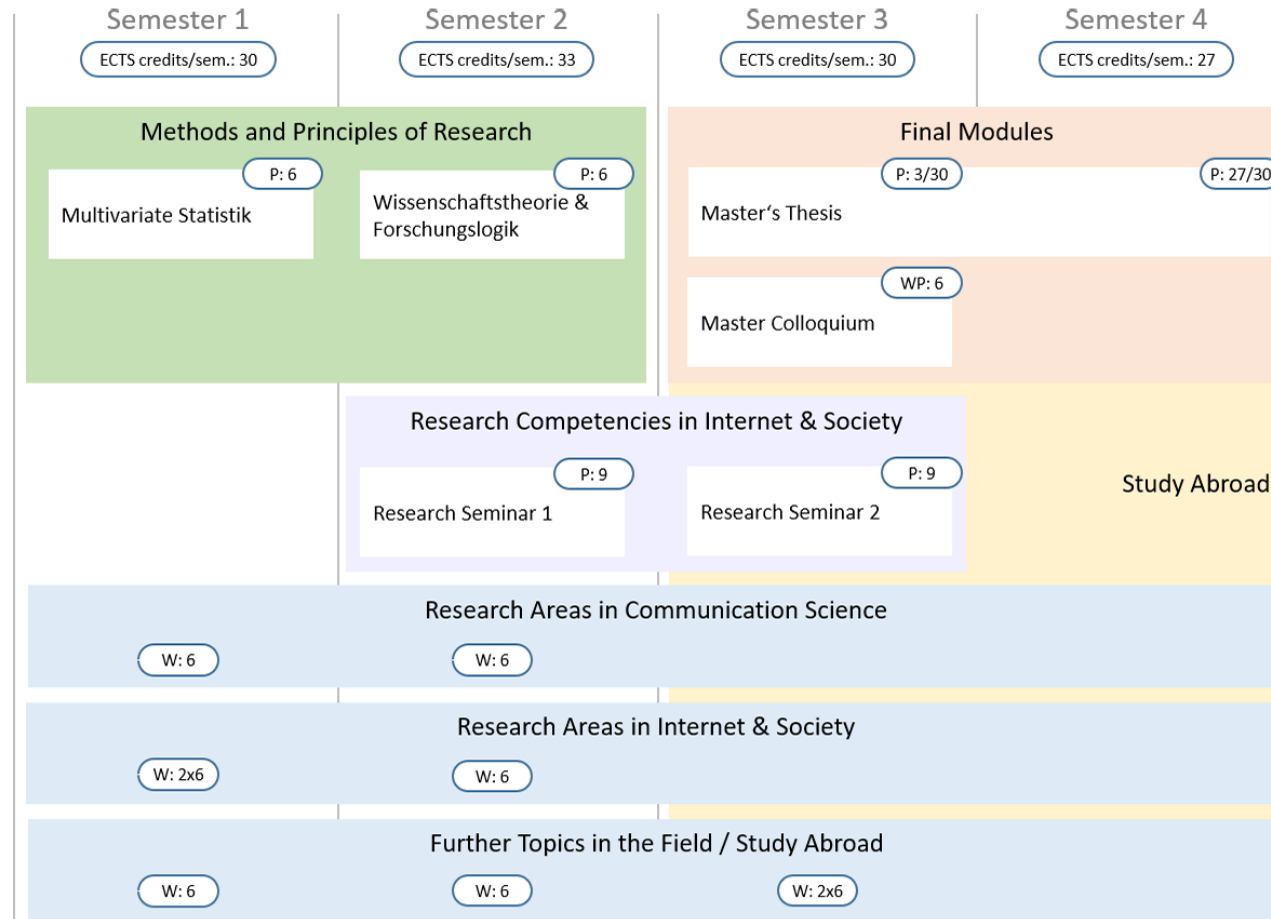 Semester 1
Semester 2
Semester 3
Semester 4
ECTS credits/sem.: 30
ECTS credits/sem.: 33
ECTS credits/sem.: 30
ECTS credits/sem.: 27
Methods and Principles of Research
P: 6
Multivariate Statistik
P: 6
Wissenschaftstheorie &
Forschungslogik
Final Modules
P: 3/30
P: 27/30
Master‘s Thesis
WP: 6
Master Colloquium
Research Competencies in Internet & Society
P: 9
Research Seminar 1
P: 9
Research Seminar 2
Study Abroad
Research Areas in Communication Science
W: 6
W: 6
Research Areas in Internet & Society
W: 2x6
W: 6
Further Topics in the Field / Study Abroad
W: 6
W: 6
W: 2x6